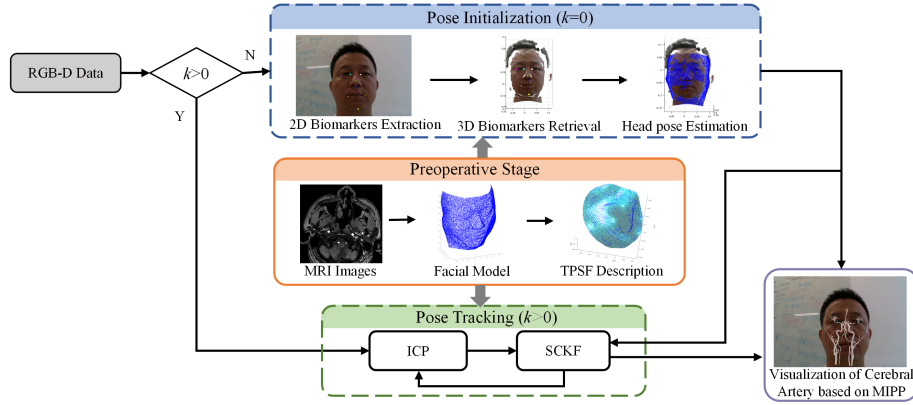 Pose Initialization (k=0)
RGB-D Data
k>0
N
Y
2D Biomarkers Extraction
3D Biomarkers Retrieval
Head pose Estimation
Preoperative Stage
MRI Images
Facial Model
TPSF Description
Pose Tracking (k>0)
ICP
SCKF
Visualization of Cerebral
Artery based on MIPP